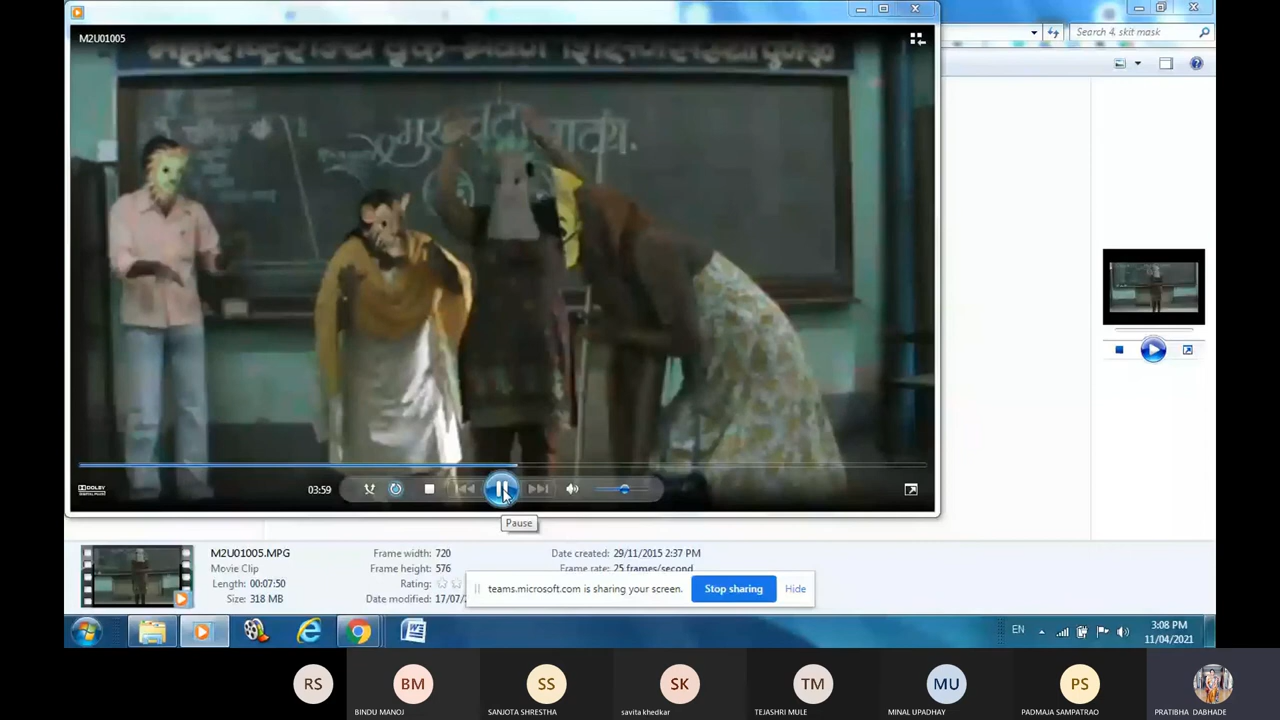 M2U01005
Search 4, skit mask
03:59
DOLBY
DIGITAL PLUS
Pause
M2U01005.MPG
Movie Clip
Length: 00:07:50
Size: 318 MB
Frame width: 720
Frame height: 576
Rating:
Date modified: 17/07/
Date created: 29/11/2015 2:37 PM
Frame rate: 25 frames/second
teams.microsoft.com is sharing your screen.
Stop sharing
Hide
EN
3:08 PM
11/04/2021
RS
BM
SS
SK
TM
MU
PS
BINDU MANOJ
SANJOTA SHRESTHA
savita khedkar
TEJASHRI MULE
MINAL UPADHAY
PADMAJA SAMPATRAO
PRATIBHA DABHADE